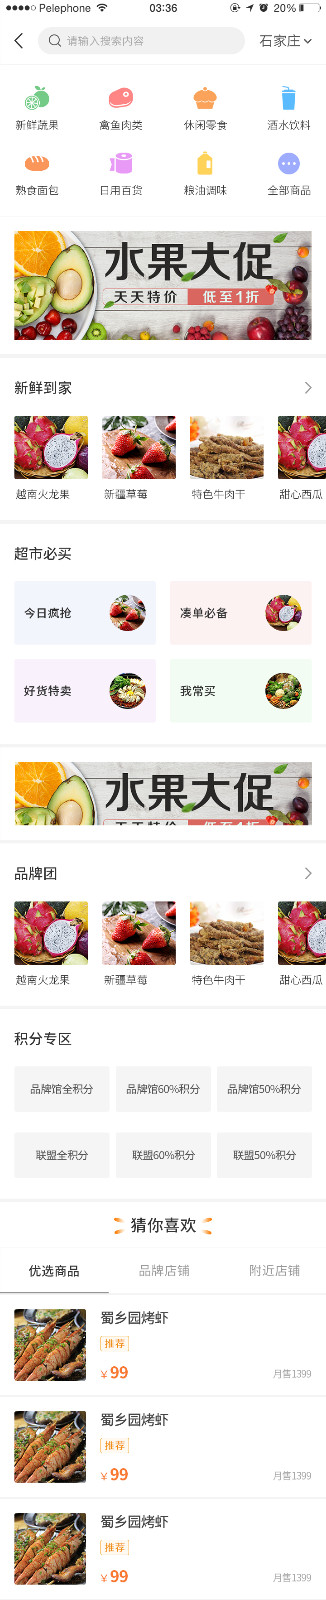 Pelephone 03:36 20%
请输入搜索内容 石家庄
新鲜蔬果 禽鱼肉类 休闲零食 酒水饮料
熟食面包 日用百货 粮油调味 全部商品
水果大促
天天特价 低至1折
新鲜到家
越南火龙果 新疆草莓 特色牛肉干 甜心西瓜
超市必买
今日疯抢 凑单必备
好货特卖 我常买
水果大促
天天特价 低至1折
品牌团
越南火龙果 新疆草莓 特色牛肉干 甜心西瓜
积分专区
品牌馆全积分 品牌馆60%积分 品牌馆50%积分
联盟全积分 联盟60%积分 联盟50%积分
猜你喜欢
优选商品 品牌店铺 附近店铺
蜀乡园烤虾
推荐
¥99 月售1399
蜀乡园烤虾
推荐
¥99 月售1399
蜀乡园烤虾
推荐
¥99 月售1399